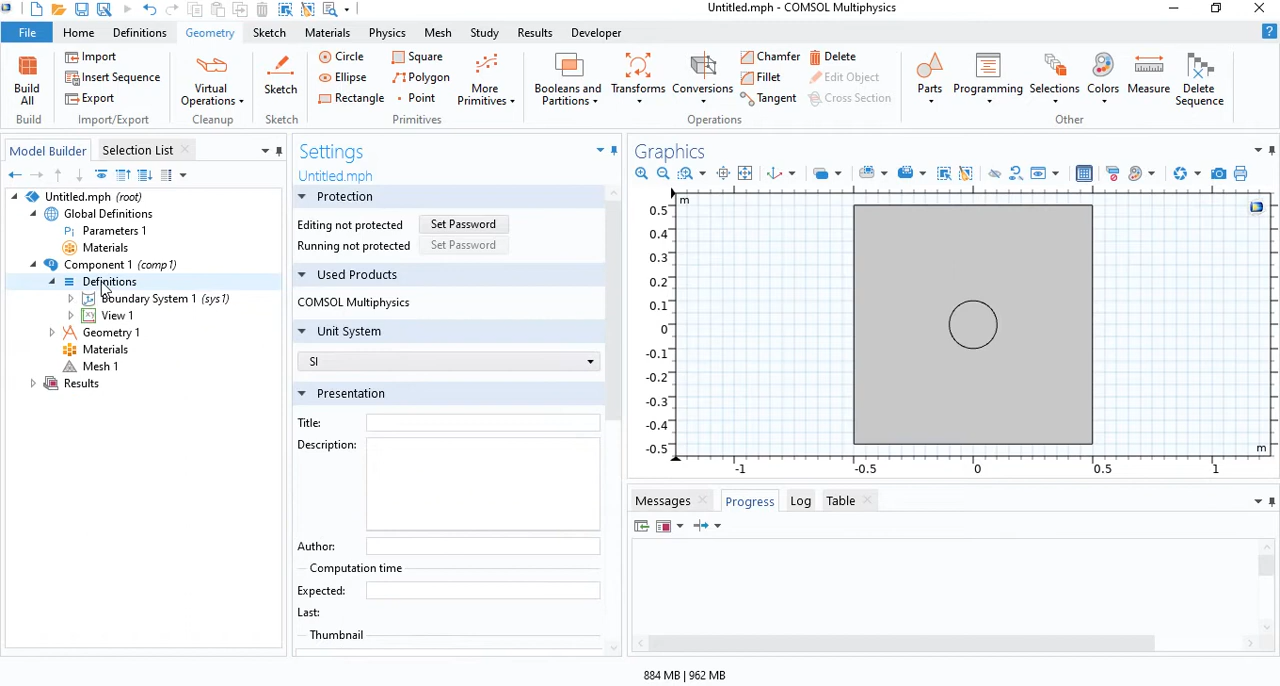 Untitled.mph - COMSOL Multiphysics
File Home Definitions Geometry Sketch Materials Physics Mesh Study Results Developer
Build All
Build
Import
Insert Sequence
Export
Import/Export
Virtual Operations
Cleanup
Sketch
Sketch
Circle
Ellipse
Rectangle
Square
Polygon
Point
More Primitives
Primitives
Booleans and Partitions
Transforms
Conversions
Chamfer
Fillet
Tangent
Delete
Edit Object
Cross Section
Operations
Parts
Programming
Selections
Colors
Measure
Delete Sequence
Other
Model Builder Selection List
Untitled.mph (root)
Global Definitions
Pi Parameters 1
Materials
Component 1 (comp1)
Definitions
Boundary System 1 (sys1)
View 1
Geometry 1
Materials
Mesh 1
Results
Settings
Untitled.mph
Protection
Editing not protected Set Password
Running not protected Set Password
Used Products
COMSOL Multiphysics
Unit System
SI
Presentation
Title:
Description:
Author:
Computation time
Expected:
Last:
Thumbnail
Graphics
m
0.5
0.4
0.3
0.2
0.1
0
-0.1
-0.2
-0.3
-0.4
-0.5
m
-1 -0.5 0 0.5 1
Messages Progress Log Table
884 MB | 962 MB